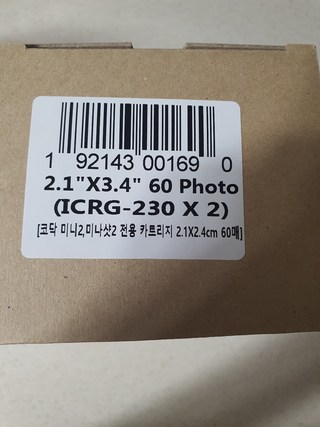 1 92143 00169 0
2.1"X3.4" 60 Photo
(ICRG-230 X 2)
[코닥 미니2,미니샷2 전용 카트리지 2.1X2.4cm 60매]